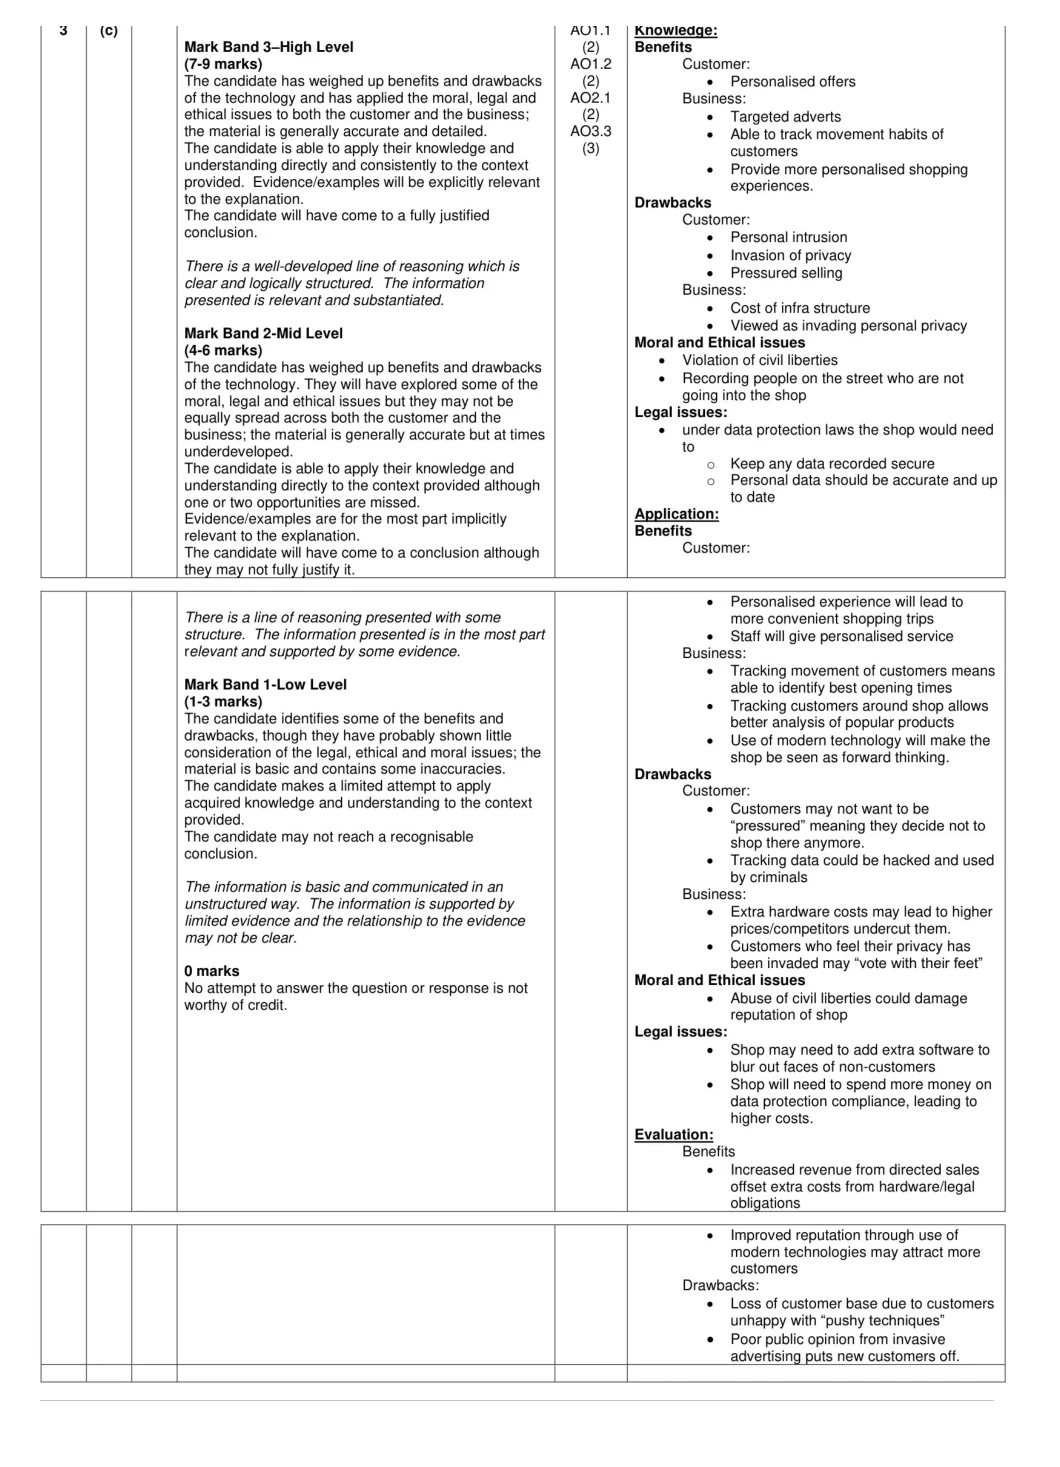 3
(c)
Mark Band 3–High Level
(7-9 marks)
The candidate has weighed up benefits and drawbacks
of the technology and has applied the moral, legal and
ethical issues to both the customer and the business;
the material is generally accurate and detailed.
The candidate is able to apply their knowledge and
understanding directly and consistently to the context
provided. Evidence/examples will be explicitly relevant
to the explanation.
The candidate will have come to a fully justified
conclusion.
There is a well-developed line of reasoning which is
clear and logically structured. The information
presented is relevant and substantiated.
Mark Band 2-Mid Level
(4-6 marks)
The candidate has weighed up benefits and drawbacks
of the technology. They will have explored some of the
moral, legal and ethical issues but they may not be
equally spread across both the customer and the
business; the material is generally accurate but at times
underdeveloped.
The candidate is able to apply their knowledge and
understanding directly to the context provided although
one or two opportunities are missed.
Evidence/examples are for the most part implicitly
relevant to the explanation.
The candidate will have come to a conclusion although
they may not fully justify it.
AO1.1
(2)
AO1.2
(2)
AO2.1
(2)
AO3.3
(3)
Knowledge:
Benefits
Customer:
• Personalised offers
Business:
• Targeted adverts
• Able to track movement habits of
customers
• Provide more personalised shopping
experiences.
Drawbacks
Customer:
• Personal intrusion
• Invasion of privacy
• Pressured selling
Business:
• Cost of infra structure
• Viewed as invading personal privacy
Moral and Ethical issues
• Violation of civil liberties
• Recording people on the street who are not
going into the shop
Legal issues:
• under data protection laws the shop would need
to
o Keep any data recorded secure
o Personal data should be accurate and up
to date
Application:
Benefits
Customer:
There is a line of reasoning presented with some
structure. The information presented is in the most part
relevant and supported by some evidence.
Mark Band 1-Low Level
(1-3 marks)
The candidate identifies some of the benefits and
drawbacks, though they have probably shown little
consideration of the legal, ethical and moral issues; the
material is basic and contains some inaccuracies.
The candidate makes a limited attempt to apply
acquired knowledge and understanding to the context
provided.
The candidate may not reach a recognisable
conclusion.
The information is basic and communicated in an
unstructured way. The information is supported by
limited evidence and the relationship to the evidence
may not be clear.
0 marks
No attempt to answer the question or response is not
worthy of credit.
• Personalised experience will lead to
more convenient shopping trips
• Staff will give personalised service
Business:
• Tracking movement of customers means
able to identify best opening times
• Tracking customers around shop allows
better analysis of popular products
• Use of modern technology will make the
shop be seen as forward thinking.
Drawbacks
Customer:
• Customers may not want to be
“pressured” meaning they decide not to
shop there anymore.
• Tracking data could be hacked and used
by criminals
Business:
• Extra hardware costs may lead to higher
prices/competitors undercut them.
• Customers who feel their privacy has
been invaded may “vote with their feet”
Moral and Ethical issues
• Abuse of civil liberties could damage
reputation of shop
Legal issues:
• Shop may need to add extra software to
blur out faces of non-customers
• Shop will need to spend more money on
data protection compliance, leading to
higher costs.
Evaluation:
Benefits
• Increased revenue from directed sales
offset extra costs from hardware/legal
obligations
• Improved reputation through use of
modern technologies may attract more
customers
Drawbacks:
• Loss of customer base due to customers
unhappy with “pushy techniques”
• Poor public opinion from invasive
advertising puts new customers off.